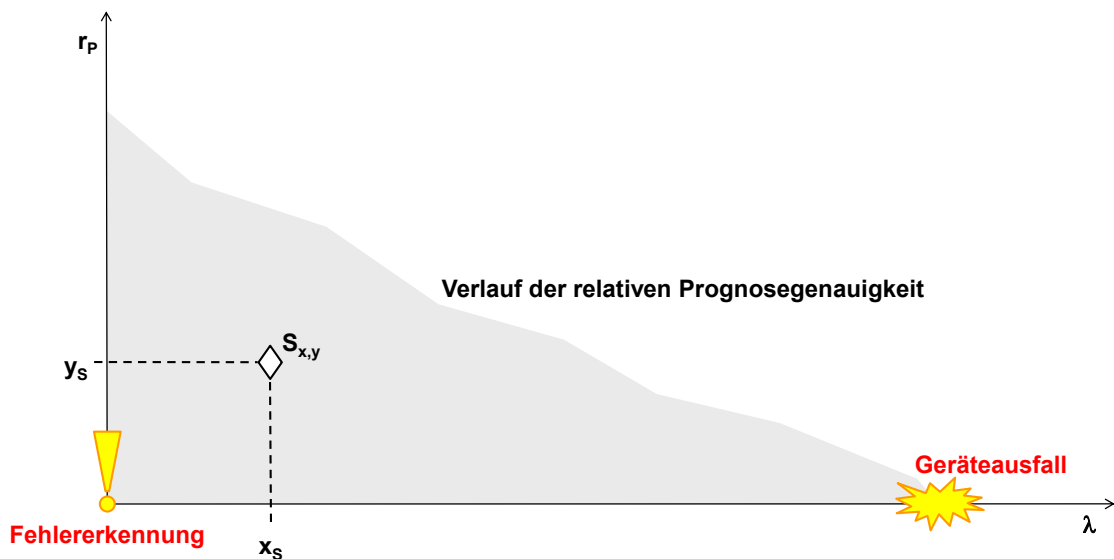 r_P
Verlauf der relativen Prognosegenauigkeit
S_x,y
y_S
Geräteausfall
Fehlererkennung
x_S
λ